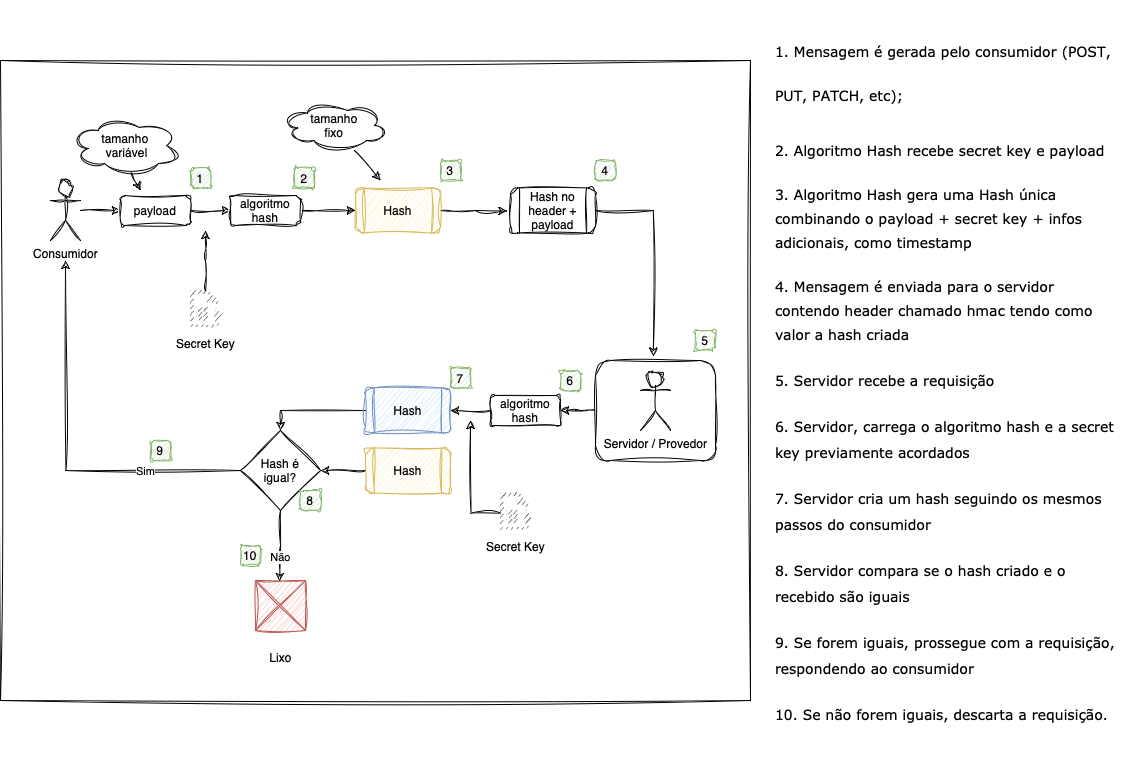 tamanho
variável
tamanho
fixo
1
2
3
4
payload
algoritmo
hash
Hash
Hash no
header +
payload
Consumidor
Secret Key
5
Servidor / Provedor
6
algoritmo
hash
7
Hash
Hash
Secret Key
Hash é
igual?
8
9
Sim
10
Não
Lixo
1. Mensagem é gerada pelo consumidor (POST,
PUT, PATCH, etc);
2. Algoritmo Hash recebe secret key e payload
3. Algoritmo Hash gera uma Hash única
combinando o payload + secret key + infos
adicionais, como timestamp
4. Mensagem é enviada para o servidor
contendo header chamado hmac tendo como
valor a hash criada
5. Servidor recebe a requisição
6. Servidor, carrega o algoritmo hash e a secret
key previamente acordados
7. Servidor cria um hash seguindo os mesmos
passos do consumidor
8. Servidor compara se o hash criado e o
recebido são iguais
9. Se forem iguais, prossegue com a requisição,
respondendo ao consumidor
10. Se não forem iguais, descarta a requisição.